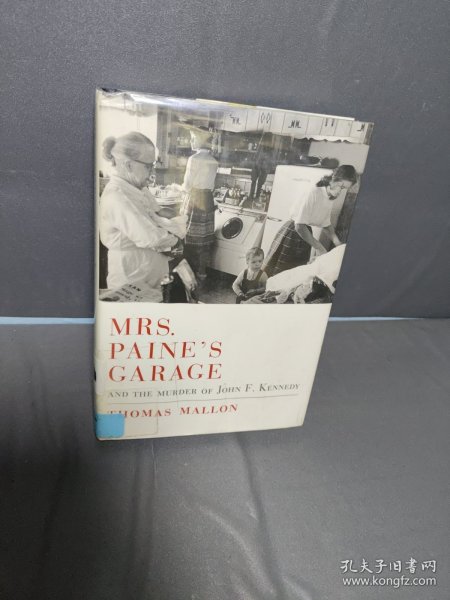 MRS.
PAINE'S
GARAGE
AND THE MURDER OF JOHN F. KENNEDY
THOMAS MALLON
孔夫子旧书网
www.kongfz.com